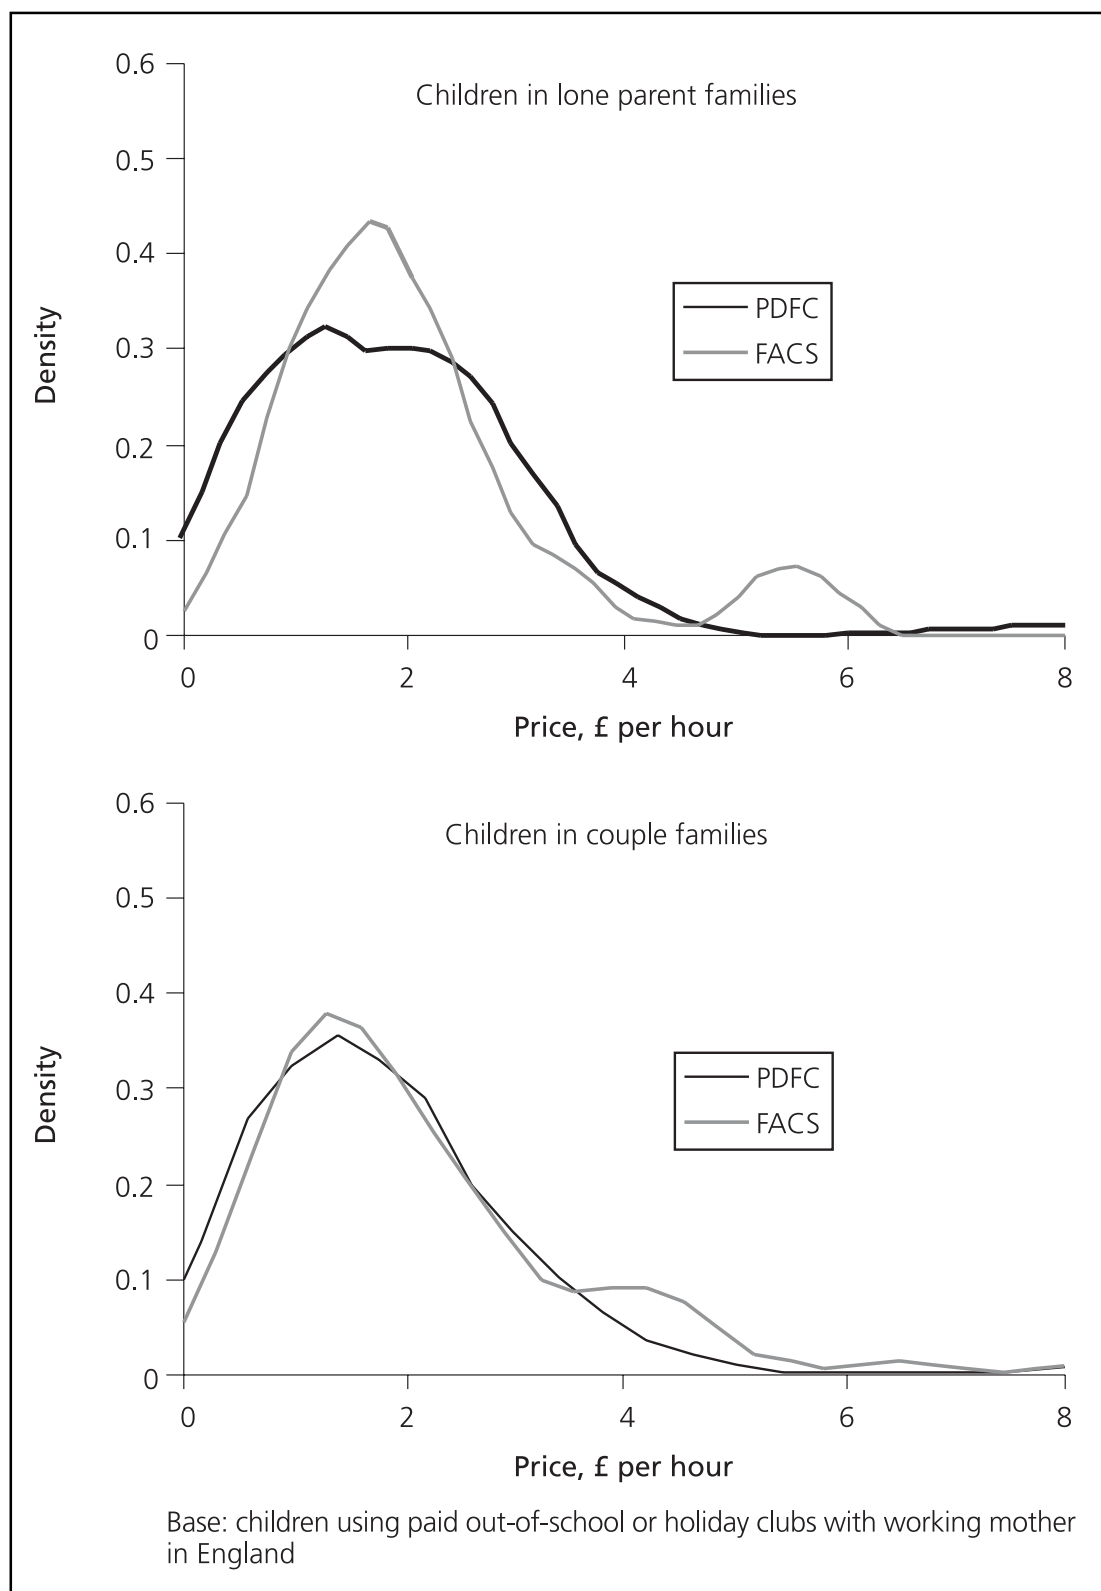 Children in lone parent families
0.6
0.5
0.4
0.3
0.2
0.1
0
Density
PDFC
FACS
0 2 4 6 8
Price, £ per hour
Children in couple families
0.6
0.5
0.4
0.3
0.2
0.1
0
Density
PDFC
FACS
0 2 4 6 8
Price, £ per hour
Base: children using paid out-of-school or holiday clubs with working mother
in England